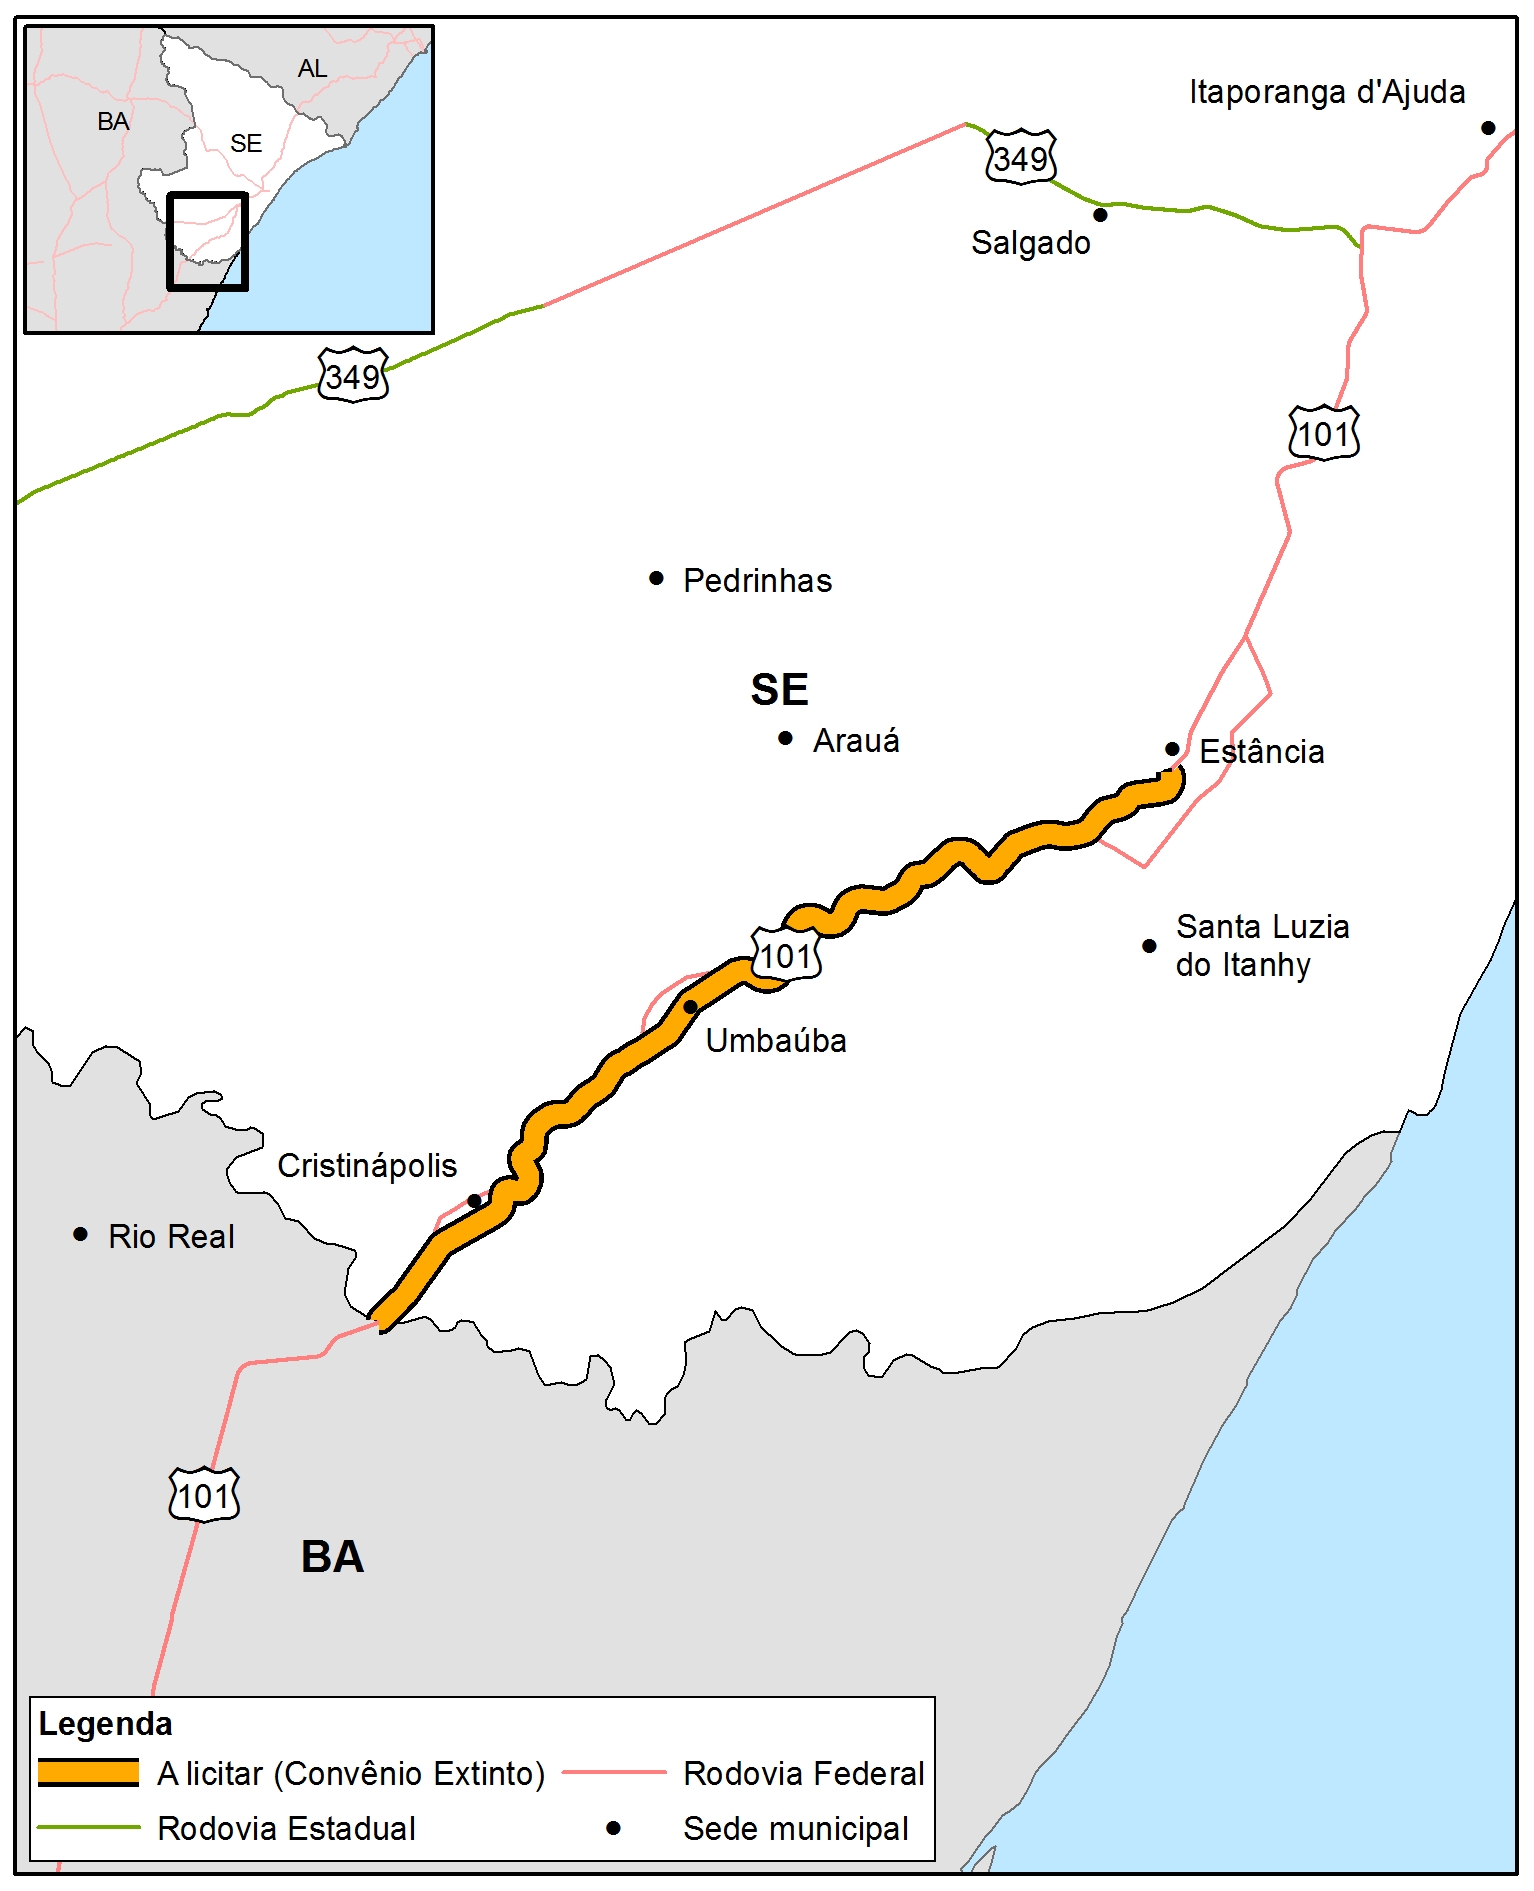 AL
BA
SE
Itaporanga d'Ajuda
349
Salgado
349
101
Pedrinhas
SE
Arauá
Estância
Santa Luzia
do Itanhy
101
Umbaúba
Cristinápolis
Rio Real
101
BA
Legenda
A licitar (Convênio Extinto)
Rodovia Federal
Rodovia Estadual
Sede municipal